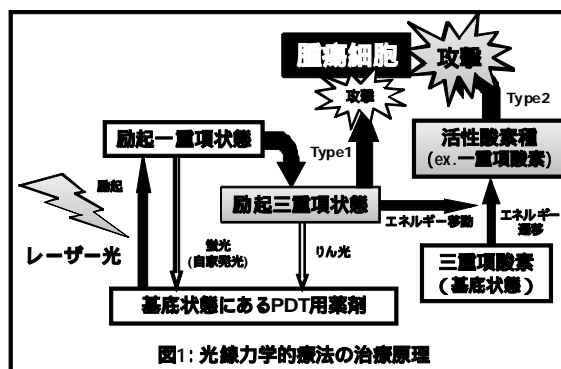 腫瘍細胞
攻撃
攻撃
Type2
活性酸素種
(ex.一重項酸素)
励起一重項状態
Type1
励起
励起三重項状態
エネルギー移動
エネルギー
遷移
レーザー光
蛍光
(自家発光)
りん光
三重項酸素
(基底状態)
基底状態にあるPDT用薬剤
図1:光線力学的療法の治療原理